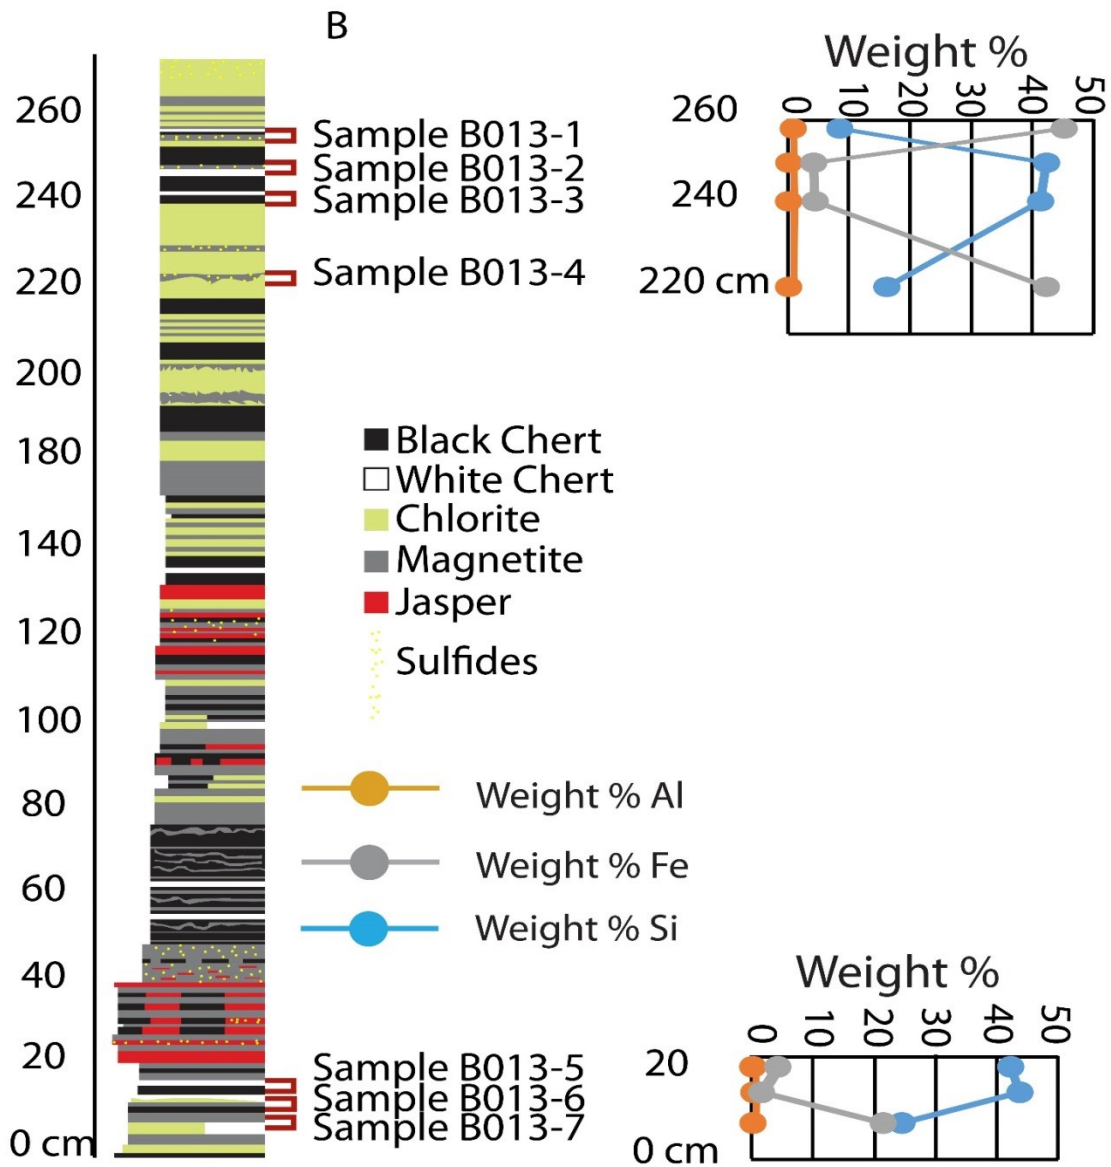 B
260
240
220
200
180
140
120
100
80
60
40
20
0 cm
Sample B013-1
Sample B013-2
Sample B013-3
Sample B013-4
Sample B013-5
Sample B013-6
Sample B013-7
Black Chert
White Chert
Chlorite
Magnetite
Jasper
Sulfides
Weight % Al
Weight % Fe
Weight % Si
Weight %
0 10 20 30 40 50
260
240
220 cm
Weight %
0 10 20 30 40 50
20
0 cm